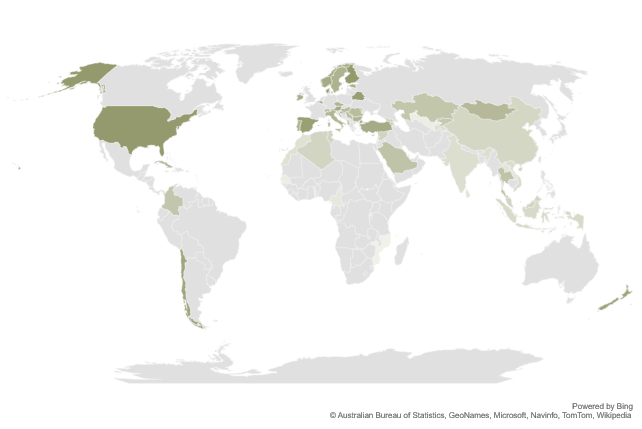 Powered by Bing
© Australian Bureau of Statistics, GeoNames, Microsoft, Navinfo, TomTom, Wikipedia